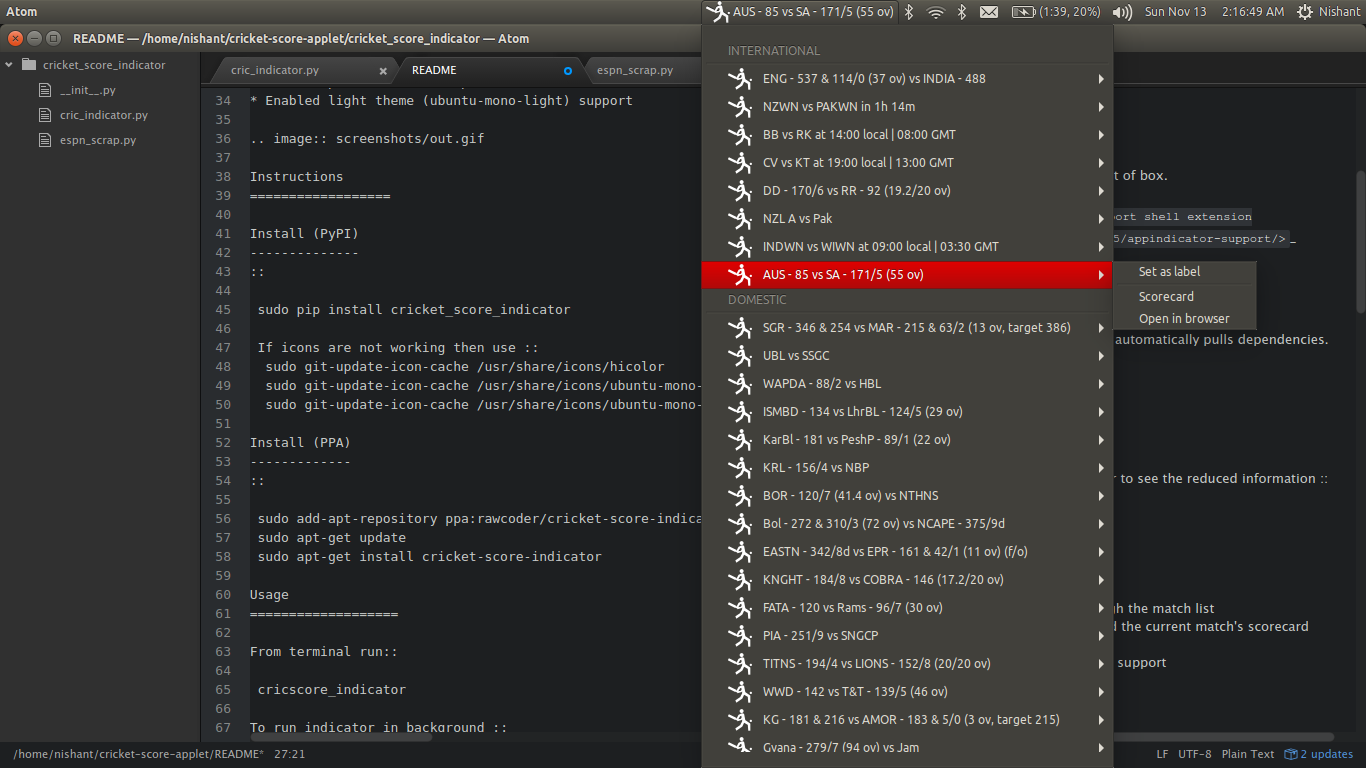 Atom
AUS - 85 vs SA - 171/5 (55 ov)
(1:39, 20%)
Sun Nov 13
2:16:49 AM
Nishant
README — /home/nishant/cricket-score-applet/cricket_score_indicator — Atom
cricket_score_indicator
__init__.py
cric_indicator.py
espn_scrap.py
cric_indicator.py
README
espn_scrap.py
34 * Enabled light theme (ubuntu-mono-light) support
35
36 .. image:: screenshots/out.gif
37
38 Instructions
39 ==================
40
41 Install (PyPI)
42 --------------
43 ::
44
45 sudo pip install cricket_score_indicator
46
47 If icons are not working then use ::
48 sudo git-update-icon-cache /usr/share/icons/hicolor
49 sudo git-update-icon-cache /usr/share/icons/ubuntu-mono-
50 sudo git-update-icon-cache /usr/share/icons/ubuntu-mono-
51
52 Install (PPA)
53 -------------
54 ::
55
56 sudo add-apt-repository ppa:rawcoder/cricket-score-indica
57 sudo apt-get update
58 sudo apt-get install cricket-score-indicator
59
60 Usage
61 ===================
62
63 From terminal run::
64
65 cricscore_indicator
66
67 To run indicator in background ::
INTERNATIONAL
ENG - 537 & 114/0 (37 ov) vs INDIA - 488
NZWN vs PAKWN in 1h 14m
BB vs RK at 14:00 local | 08:00 GMT
CV vs KT at 19:00 local | 13:00 GMT
DD - 170/6 vs RR - 92 (19.2/20 ov)
NZL A vs Pak
INDWN vs WIWN at 09:00 local | 03:30 GMT
AUS - 85 vs SA - 171/5 (55 ov)
DOMESTIC
SGR - 346 & 254 vs MAR - 215 & 63/2 (13 ov, target 386)
UBL vs SSGC
WAPDA - 88/2 vs HBL
ISMBD - 134 vs LhrBL - 124/5 (29 ov)
KarBl - 181 vs PeshP - 89/1 (22 ov)
KRL - 156/4 vs NBP
BOR - 120/7 (41.4 ov) vs NTHNS
Bol - 272 & 310/3 (72 ov) vs NCAPE - 375/9d
EASTN - 342/8d vs EPR - 161 & 42/1 (11 ov) (f/o)
KNGHT - 184/8 vs COBRA - 146 (17.2/20 ov)
FATA - 120 vs Rams - 96/7 (30 ov)
PIA - 251/9 vs SNGCP
TITNS - 194/4 vs LIONS - 152/8 (20/20 ov)
WWD - 142 vs T&T - 139/5 (46 ov)
KG - 181 & 216 vs AMOR - 183 & 5/0 (3 ov, target 215)
Gvana - 279/7 (94 ov) vs Jam
Set as label
Scorecard
Open in browser
t of box.
ort shell extension
5/appindicator-support/> _
automatically pulls dependencies.
r to see the reduced information ::
gh the match list
d the current match's scorecard
support
/home/nishant/cricket-score-applet/README* 27:21
LF UTF-8 Plain Text 2 updates